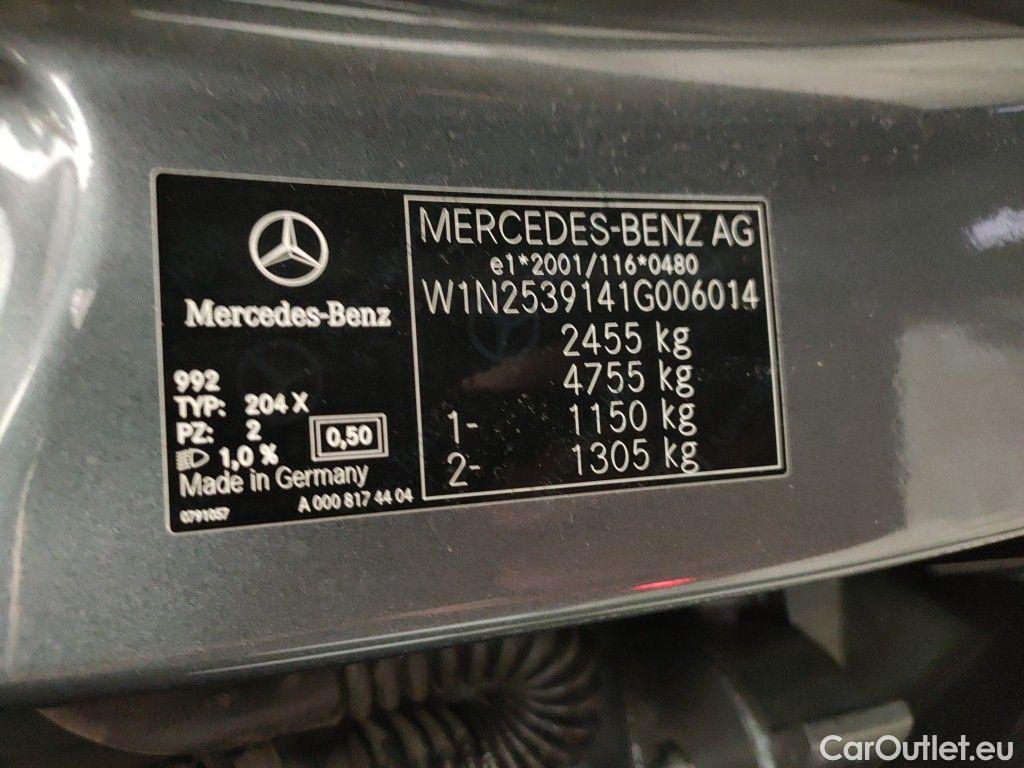 Mercedes-Benz
992
TYP: 204 X
PZ: 2
0,50
1,0 %
Made in Germany
0791057
A 000 817 44 04
MERCEDES-BENZ AG
e1*2001/116*0480
W1N2539141G006014
2455 kg
4755 kg
1- 1150 kg
2- 1305 kg
CarOutlet.eu